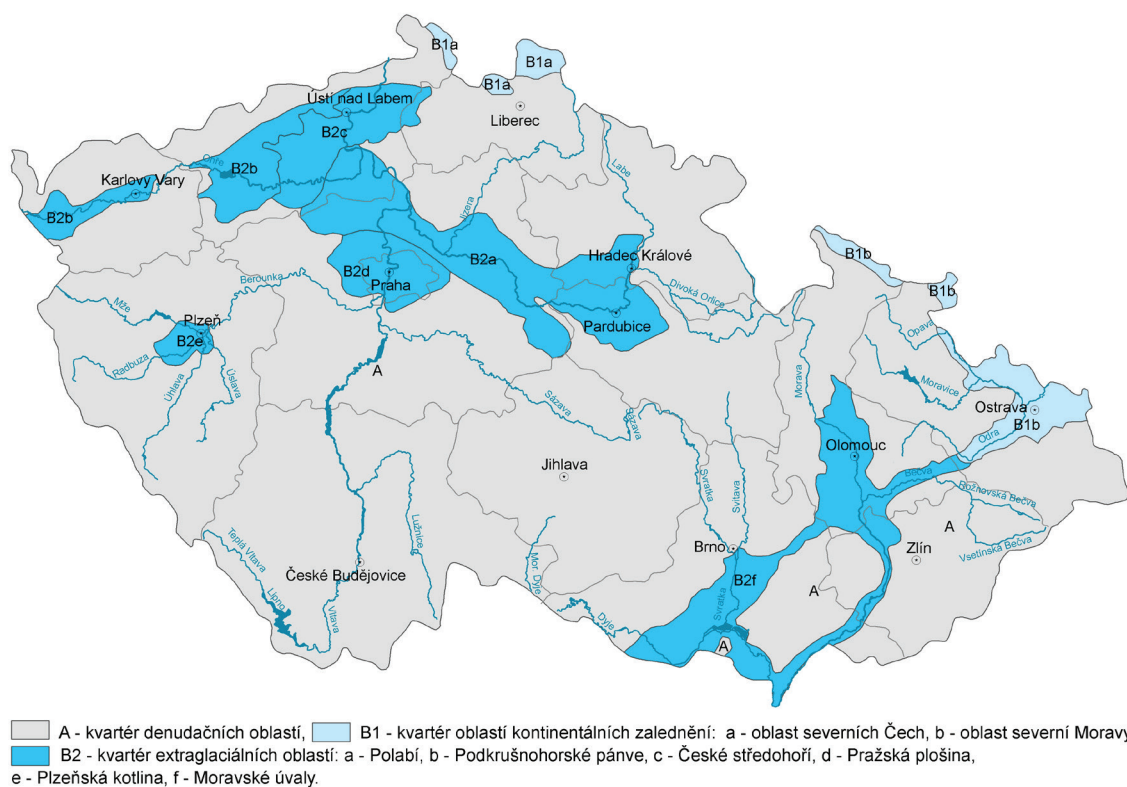 B1a
B1a
B1a
Ústí nad Labem
Liberec
B2c
Ohře
B2b
Labe
Karlovy Vary
B2b
Jizera
B2a
Hradec Králové
B1b
B2d
Praha
Berounka
Divoká Orlice
B1b
Mže
Plzeň
Pardubice
B2e
Radbuza
Opava
Úhlava
Úslava
A
Morava
Moravice
Sázava
Sázava
Ostrava
B1b
Odra
Olomouc
Jihlava
Svratka
Svitava
Bečva
Rožnovská Bečva
A
Lužnice
Vsetínská Bečva
Teplá Vltava
Brno
Zlín
České Budějovice
Mor. Dyje
B2f
A
Lipno
Vltava
Svratka
Dyje
A
A - kvartér denudačních oblastí, B1 - kvartér oblastí kontinentálních zalednění: a - oblast severních Čech, b - oblast severní Moravy
B2 - kvartér extraglaciálních oblastí: a - Polabí, b - Podkrušnohorské pánve, c - České středohoří, d - Pražská plošina,
e - Plzeňská kotlina, f - Moravské úvaly.